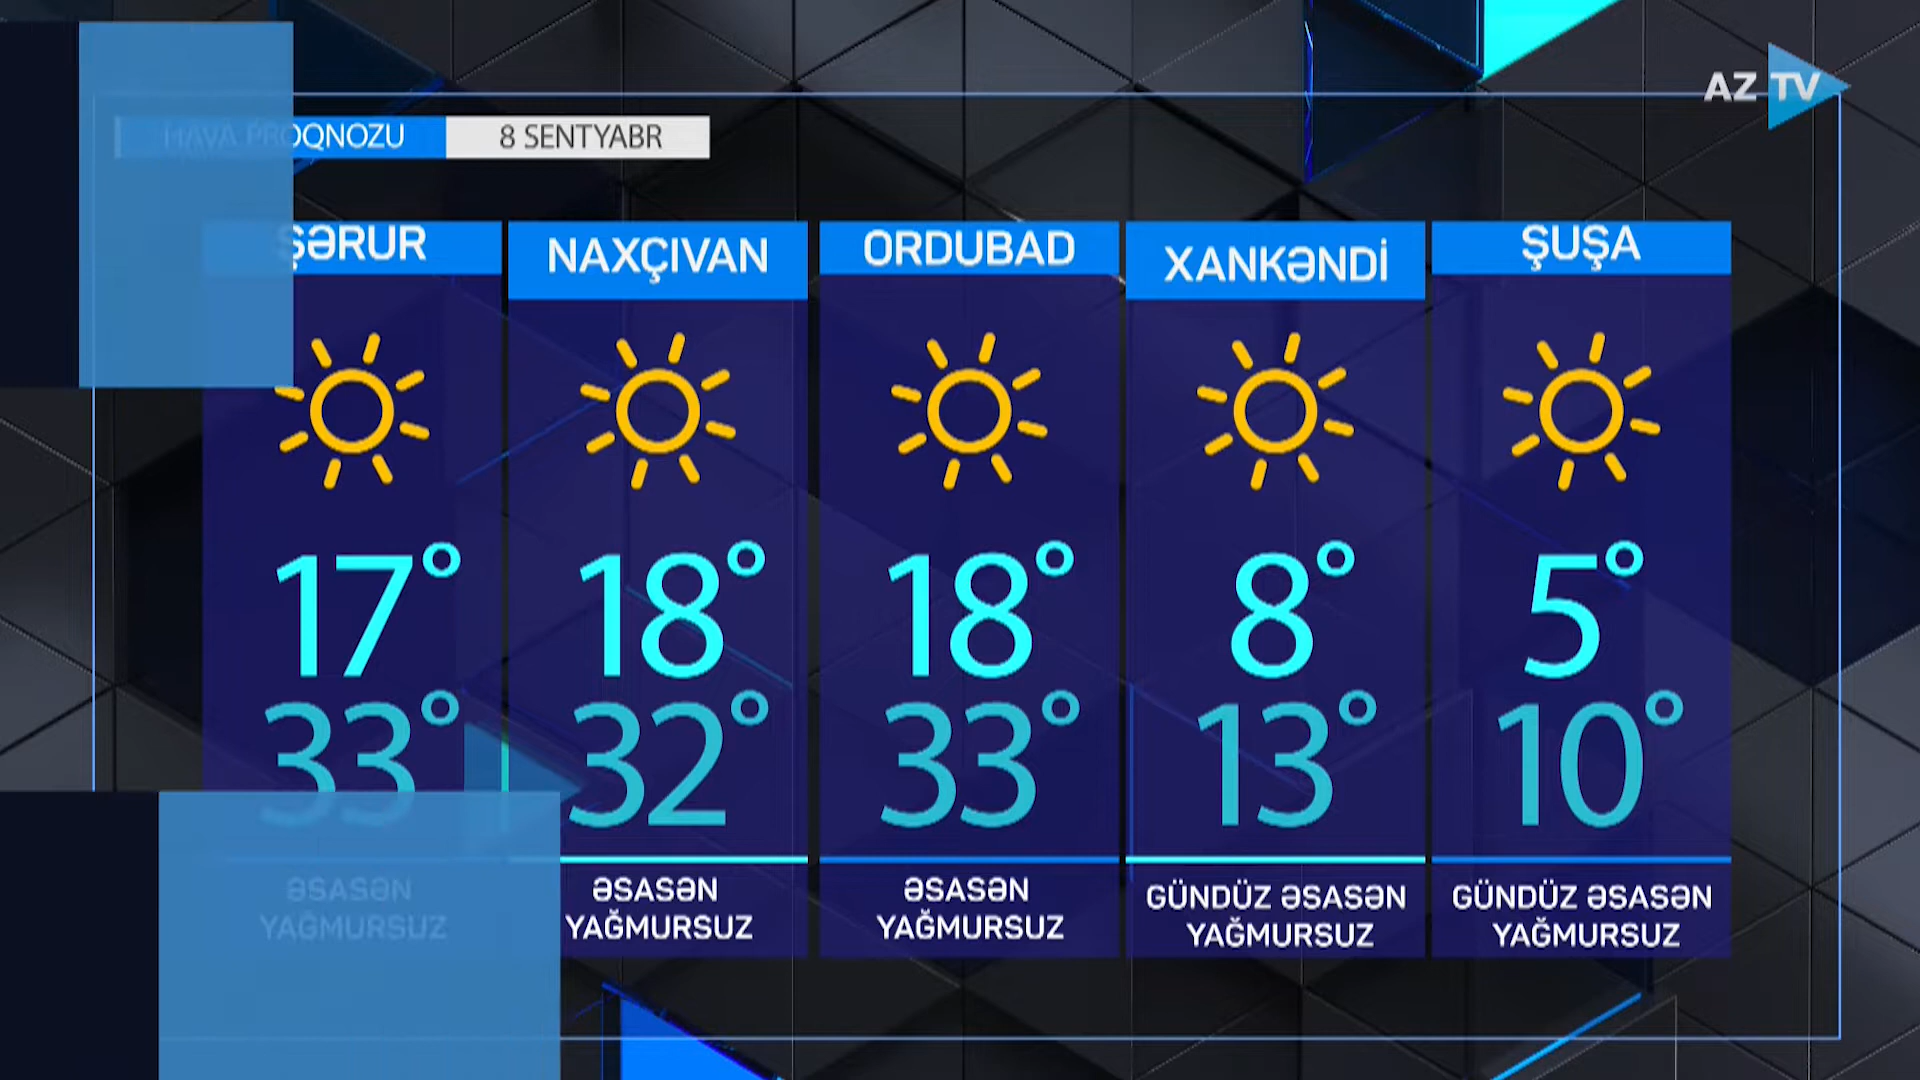 AZ TV
HAVA PROQNOZU
8 SENTYABR
ŞƏRUR
NAXÇIVAN
ORDUBAD
XANKƏNDİ
ŞUŞA
17°
18°
18°
8°
5°
33°
32°
33°
13°
10°
ƏSASƏN
YAĞMURSUZ
ƏSASƏN
YAĞMURSUZ
ƏSASƏN
YAĞMURSUZ
GÜNDÜZ ƏSASƏN
YAĞMURSUZ
GÜNDÜZ ƏSASƏN
YAĞMURSUZ